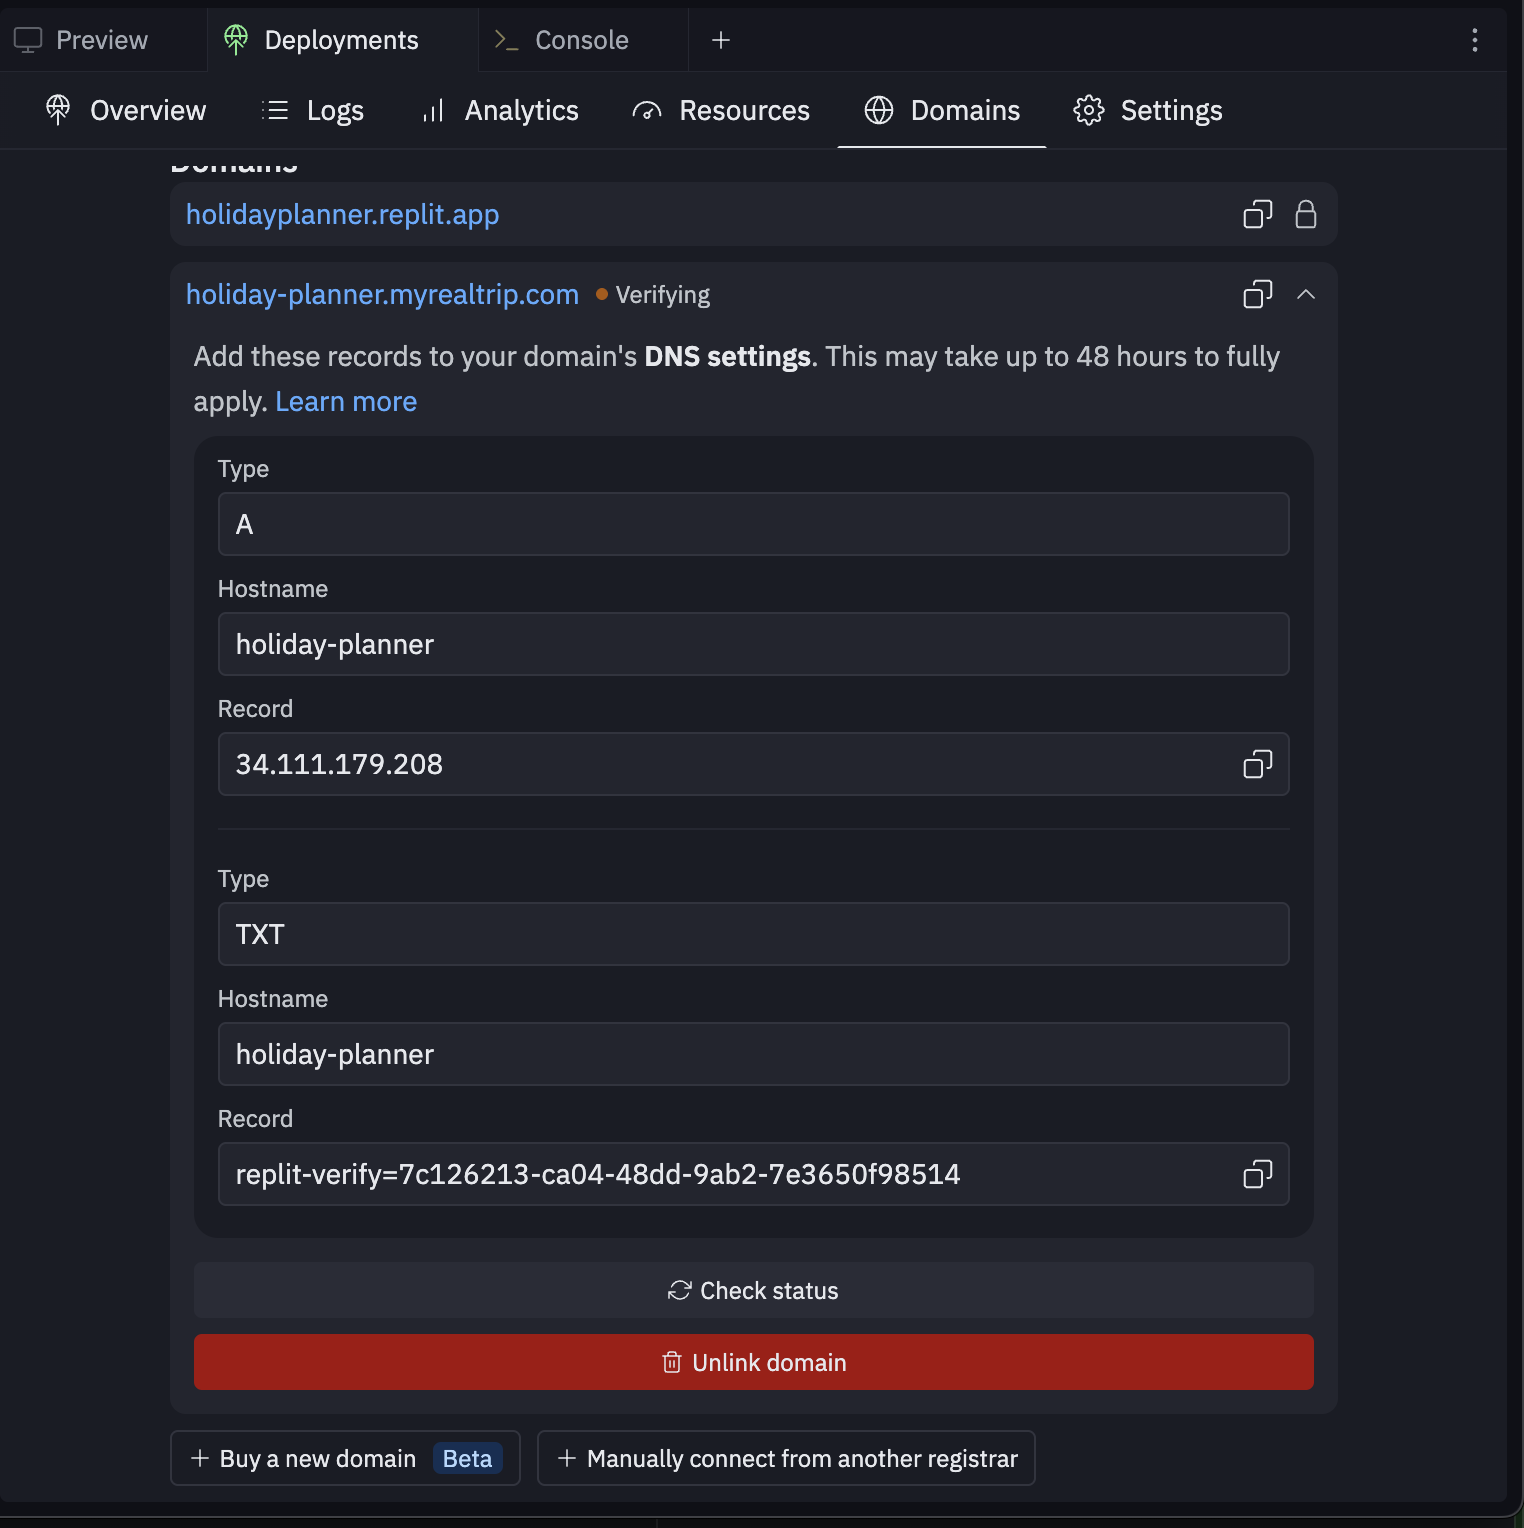 Preview
Deployments
Console
Overview
Logs
Analytics
Resources
Domains
Settings
Domains
holidayplanner.replit.app
holiday-planner.myrealtrip.com
Verifying
Add these records to your domain's DNS settings. This may take up to 48 hours to fully
apply. Learn more
Type
A
Hostname
holiday-planner
Record
34.111.179.208
Type
TXT
Hostname
holiday-planner
Record
replit-verify=7c126213-ca04-48dd-9ab2-7e3650f98514
Check status
Unlink domain
Buy a new domain Beta
Manually connect from another registrar